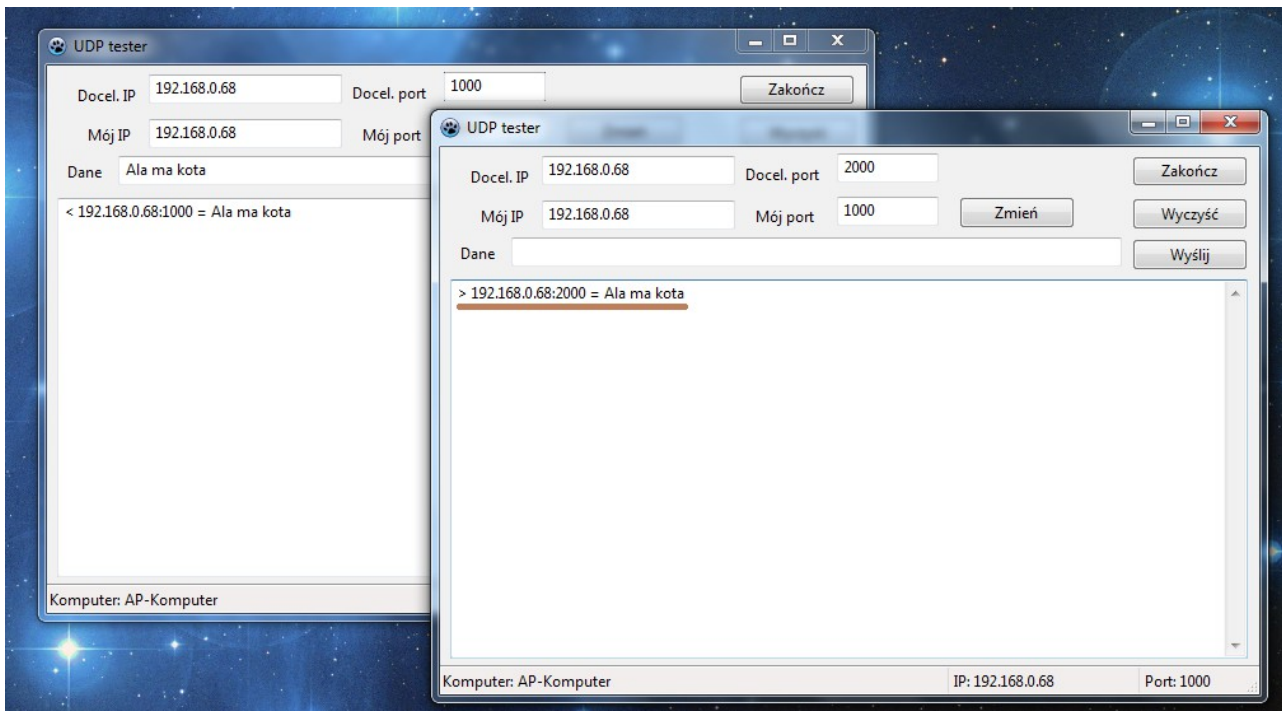 UDP tester
Docel. IP 192.168.0.68 Docel. port 1000 Zakończ
Mój IP 192.168.0.68 Mój port
Dane Ala ma kota
< 192.168.0.68:1000 = Ala ma kota
Komputer: AP-Komputer
UDP tester
Docel. IP 192.168.0.68 Docel. port 2000 Zakończ
Mój IP 192.168.0.68 Mój port 1000 Zmień Wyczyść
Dane Wyślij
> 192.168.0.68:2000 = Ala ma kota
Komputer: AP-Komputer IP: 192.168.0.68 Port: 1000